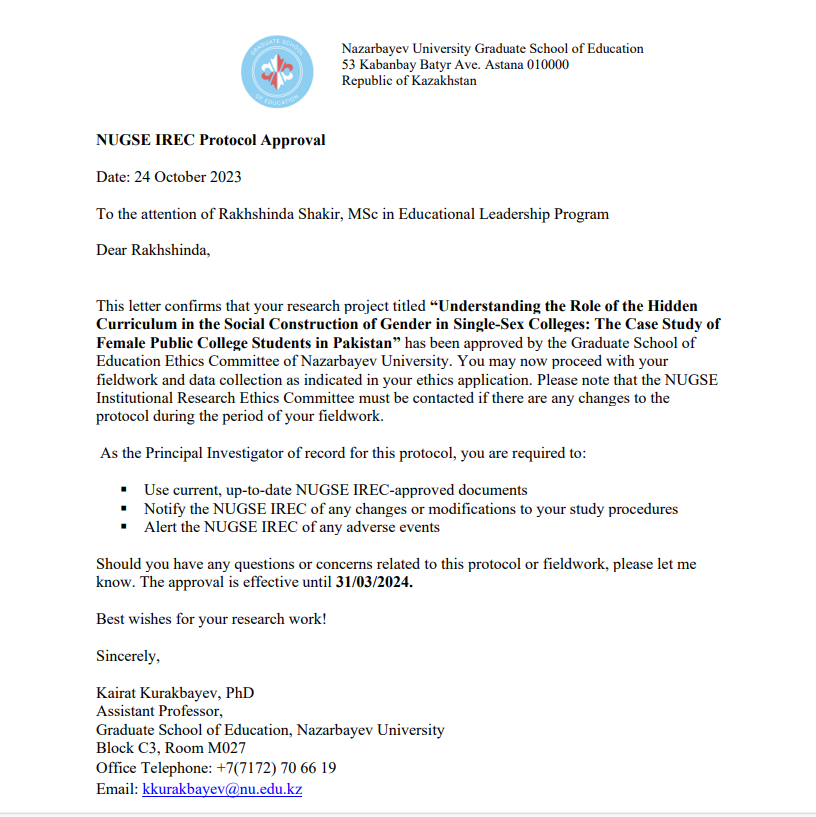 GRADUATE SCHOOL
OF EDUCATION
Nazarbayev University Graduate School of Education
53 Kabanbay Batyr Ave. Astana 010000
Republic of Kazakhstan
NUGSE IREC Protocol Approval
Date: 24 October 2023
To the attention of Rakhshinda Shakir, MSc in Educational Leadership Program
Dear Rakhshinda,
This letter confirms that your research project titled “Understanding the Role of the Hidden
Curriculum in the Social Construction of Gender in Single-Sex Colleges: The Case Study of
Female Public College Students in Pakistan” has been approved by the Graduate School of
Education Ethics Committee of Nazarbayev University. You may now proceed with your
fieldwork and data collection as indicated in your ethics application. Please note that the NUGSE
Institutional Research Ethics Committee must be contacted if there are any changes to the
protocol during the period of your fieldwork.
As the Principal Investigator of record for this protocol, you are required to:
▪ Use current, up-to-date NUGSE IREC-approved documents
▪ Notify the NUGSE IREC of any changes or modifications to your study procedures
▪ Alert the NUGSE IREC of any adverse events
Should you have any questions or concerns related to this protocol or fieldwork, please let me
know. The approval is effective until 31/03/2024.
Best wishes for your research work!
Sincerely,
Kairat Kurakbayev, PhD
Assistant Professor,
Graduate School of Education, Nazarbayev University
Block C3, Room M027
Office Telephone: +7(7172) 70 66 19
Email: kkurakbayev@nu.edu.kz